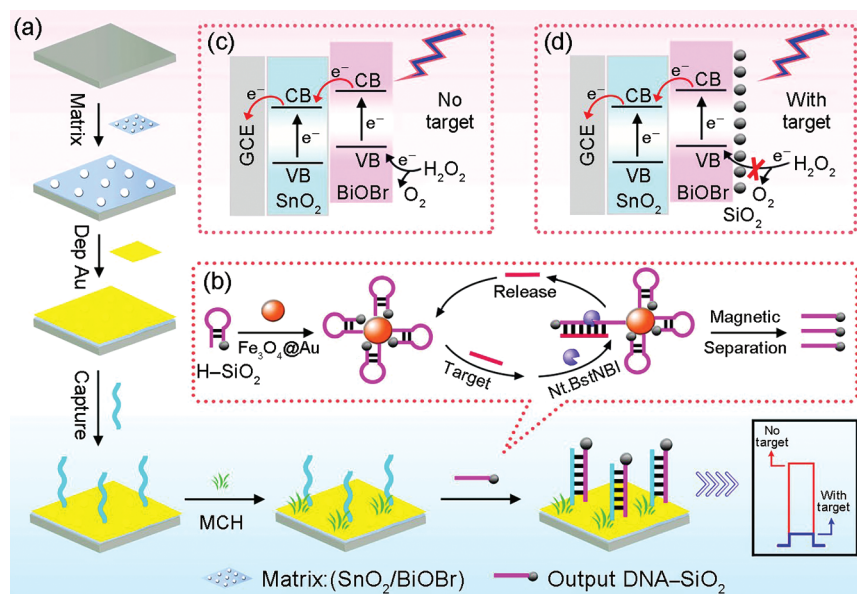 (a)
Matrix
Dep Au
Capture
(c)
e⁻
e⁻
CB
CB
e⁻
e⁻
GCE
VB
VB
SnO₂
BiOBr
No
target
e⁻
H₂O₂
O₂
(d)
e⁻
e⁻
CB
CB
e⁻
e⁻
GCE
VB
VB
SnO₂
BiOBr
SiO₂
With
target
e⁻
H₂O₂
O₂
(b)
H–SiO₂
Fe₃O₄@Au
Release
Target
Nt.BstNBI
Magnetic
Separation
MCH
No
target
With
target
Matrix:(SnO₂/BiOBr)
Output DNA–SiO₂